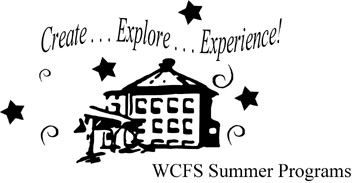 Create . . . Explore . . . Experience!
WCFS Summer Programs